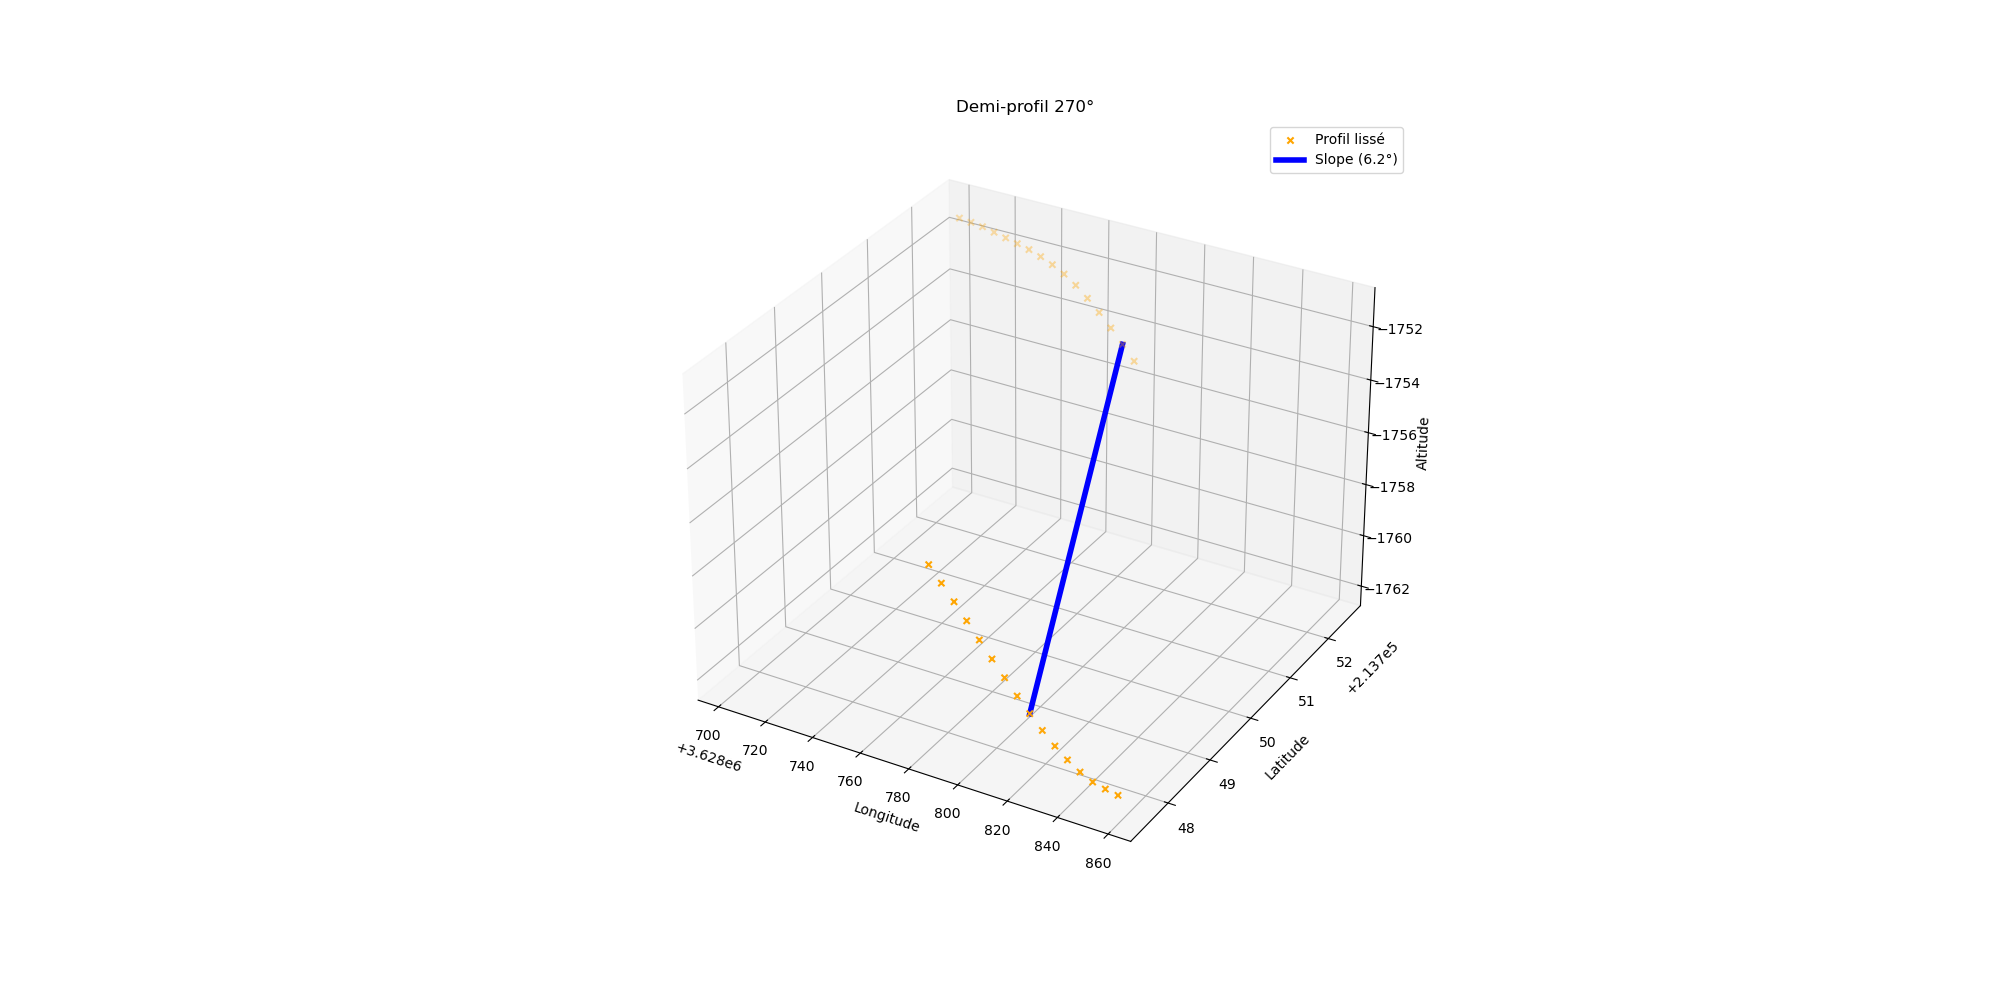 Demi-profil 270°
Profil lissé
Slope (6.2°)
−1752
−1754
−1756
−1758
−1760
−1762
Altitude
52
51
50
49
48
+2.137e5
Latitude
700
720
740
760
780
800
820
840
860
+3.628e6
Longitude